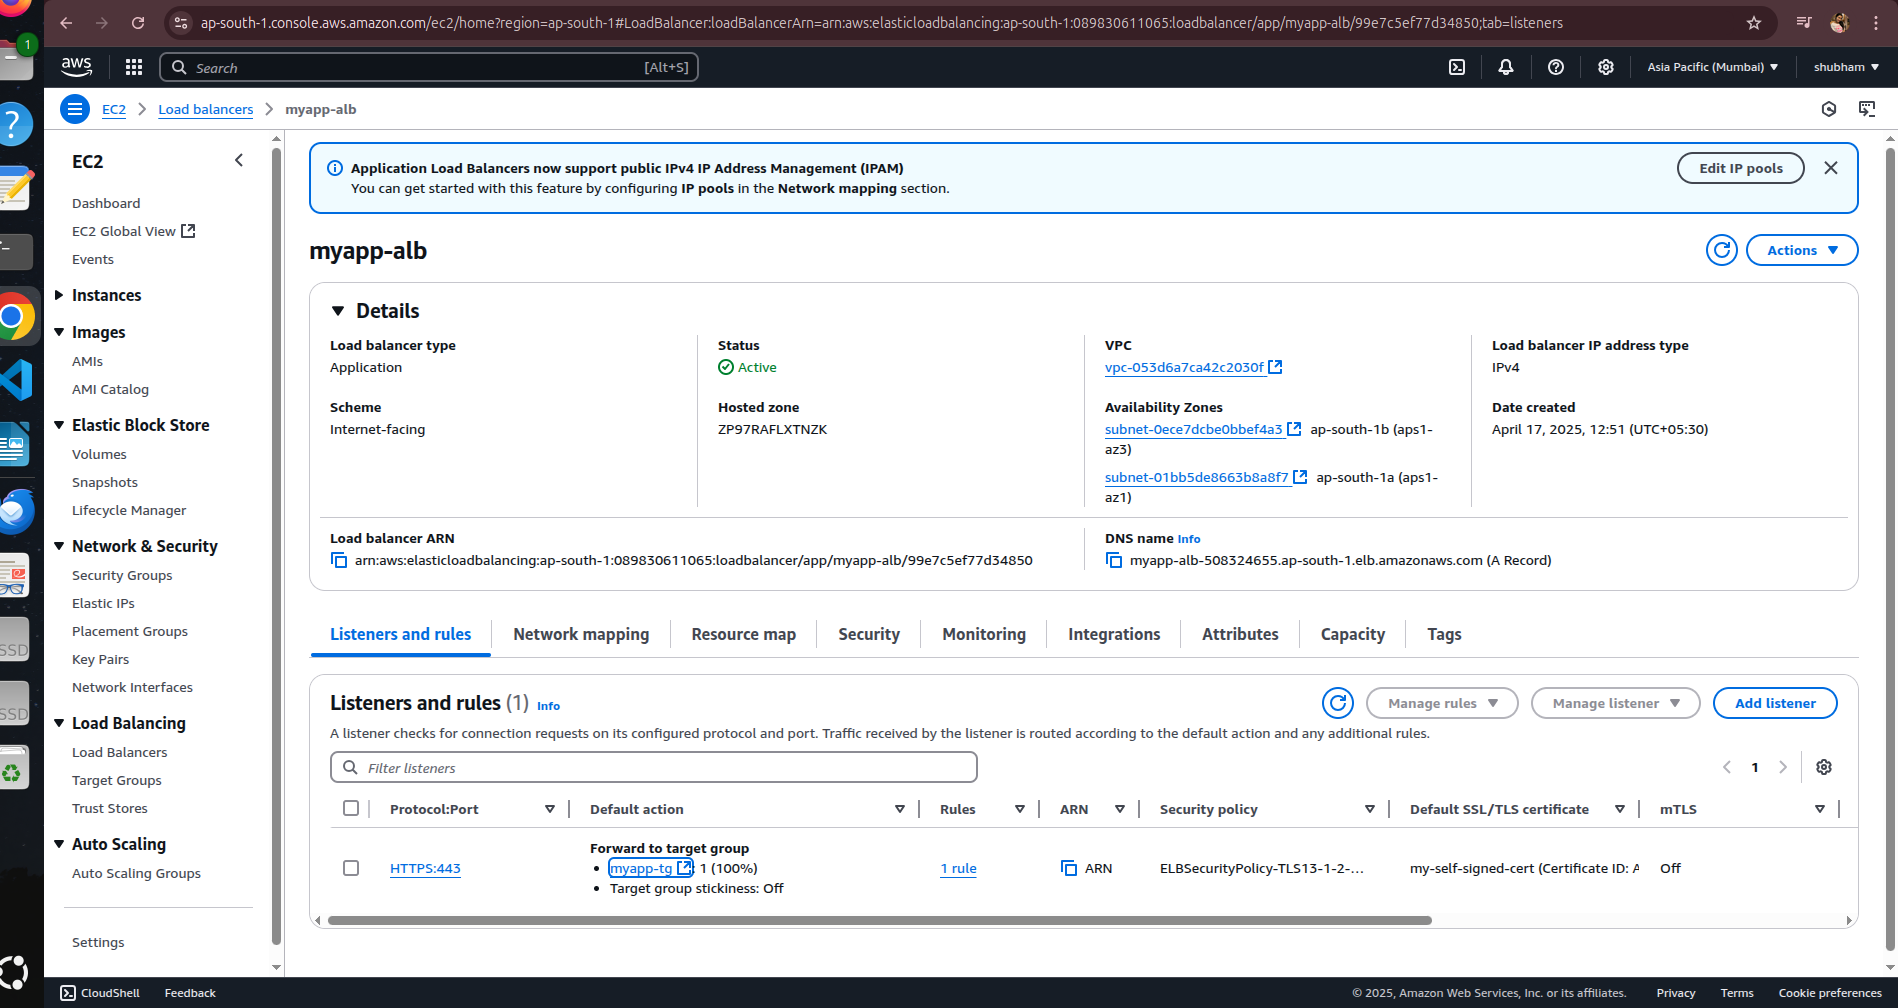 ap-south-1.console.aws.amazon.com/ec2/home?region=ap-south-1#LoadBalancer:loadBalancerArn=arn:aws:elasticloadbalancing:ap-south-1:089830611065:loadbalancer/app/myapp-alb/99e7c5ef77d34850;tab=listeners
1
aws
Search
[Alt+S]
Asia Pacific (Mumbai)
shubham
EC2
Load balancers
myapp-alb
EC2
Dashboard
EC2 Global View
Events
Instances
Images
AMIs
AMI Catalog
Elastic Block Store
Volumes
Snapshots
Lifecycle Manager
Network & Security
Security Groups
Elastic IPs
Placement Groups
Key Pairs
Network Interfaces
Load Balancing
Load Balancers
Target Groups
Trust Stores
Auto Scaling
Auto Scaling Groups
Settings
SSD
SSD
Application Load Balancers now support public IPv4 IP Address Management (IPAM)
You can get started with this feature by configuring IP pools in the Network mapping section.
Edit IP pools
myapp-alb
Actions
Details
Load balancer type
Application
Status
Active
VPC
vpc-053d6a7ca42c2030f
Load balancer IP address type
IPv4
Scheme
Internet-facing
Hosted zone
ZP97RAFLXTNZK
Availability Zones
subnet-0ece7dcbe0bbef4a3 ap-south-1b (aps1-
az3)
subnet-01bb5de8663b8a8f7 ap-south-1a (aps1-
az1)
Date created
April 17, 2025, 12:51 (UTC+05:30)
Load balancer ARN
arn:aws:elasticloadbalancing:ap-south-1:089830611065:loadbalancer/app/myapp-alb/99e7c5ef77d34850
DNS name Info
myapp-alb-508324655.ap-south-1.elb.amazonaws.com (A Record)
Listeners and rules
Network mapping
Resource map
Security
Monitoring
Integrations
Attributes
Capacity
Tags
Listeners and rules (1) Info
Manage rules
Manage listener
Add listener
A listener checks for connection requests on its configured protocol and port. Traffic received by the listener is routed according to the default action and any additional rules.
Filter listeners
1
Protocol:Port
Default action
Rules
ARN
Security policy
Default SSL/TLS certificate
mTLS
HTTPS:443
Forward to target group
• myapp-tg : 1 (100%)
• Target group stickiness: Off
1 rule
ARN
ELBSecurityPolicy-TLS13-1-2-...
my-self-signed-cert (Certificate ID: A
Off
CloudShell
Feedback
© 2025, Amazon Web Services, Inc. or its affiliates.
Privacy
Terms
Cookie preferences